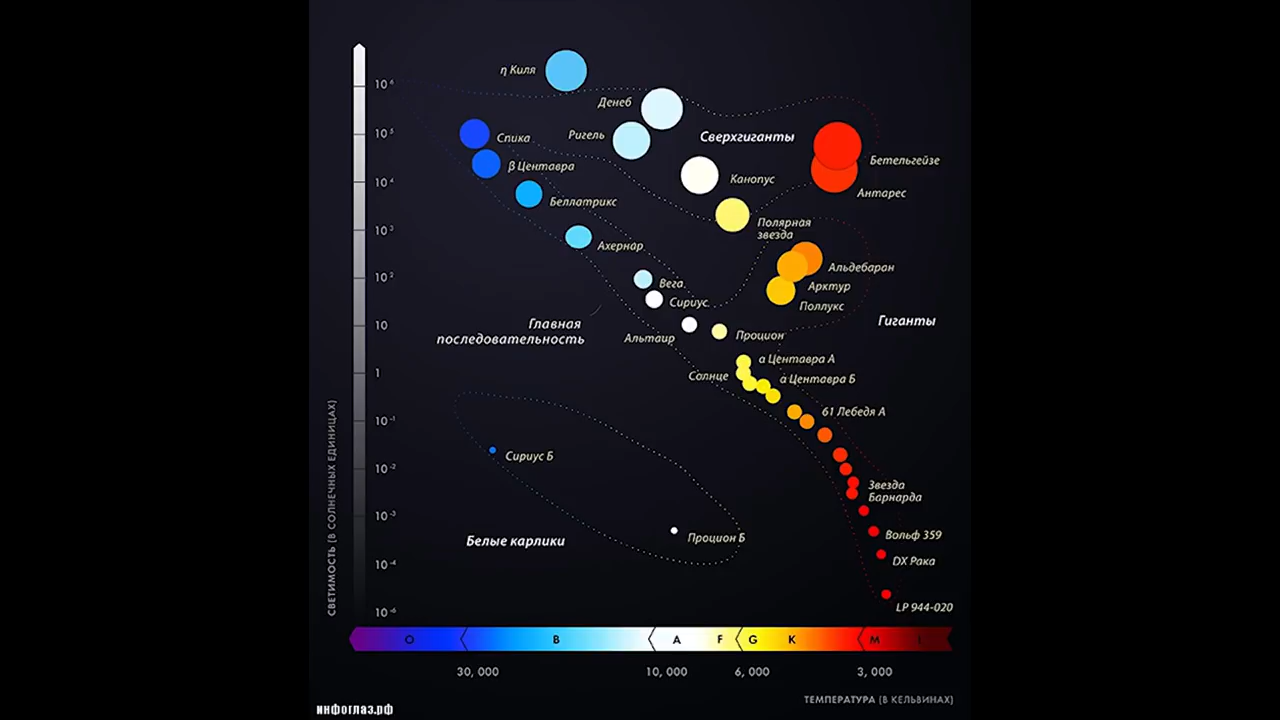 η Киля
Денеб
Ригель
Сверхгиганты
Спика
β Центавра
Бетельгейзе
Канопус
Антарес
Беллатрикс
Полярная
звезда
Ахернар
Альдебаран
Арктур
Поллукс
Вега
Сириус
Главная
последовательность
Гиганты
Альтаир
Процион
α Центавра А
Солнце
α Центавра Б
61 Лебедя А
Сириус Б
Звезда
Барнарда
Белые карлики
Процион Б
Вольф 359
DX Рака
LP 944-020
10⁶
10⁵
10⁴
10³
10²
10
1
10⁻¹
10⁻²
10⁻³
10⁻⁴
10⁻⁶
СВЕТИМОСТЬ (В СОЛНЕЧНЫХ ЕДИНИЦАХ)
O B A F G K M
30, 000 10, 000 6, 000 3, 000
ТЕМПЕРАТУРА (В КЕЛЬВИНАХ)
инфоглаз.рф